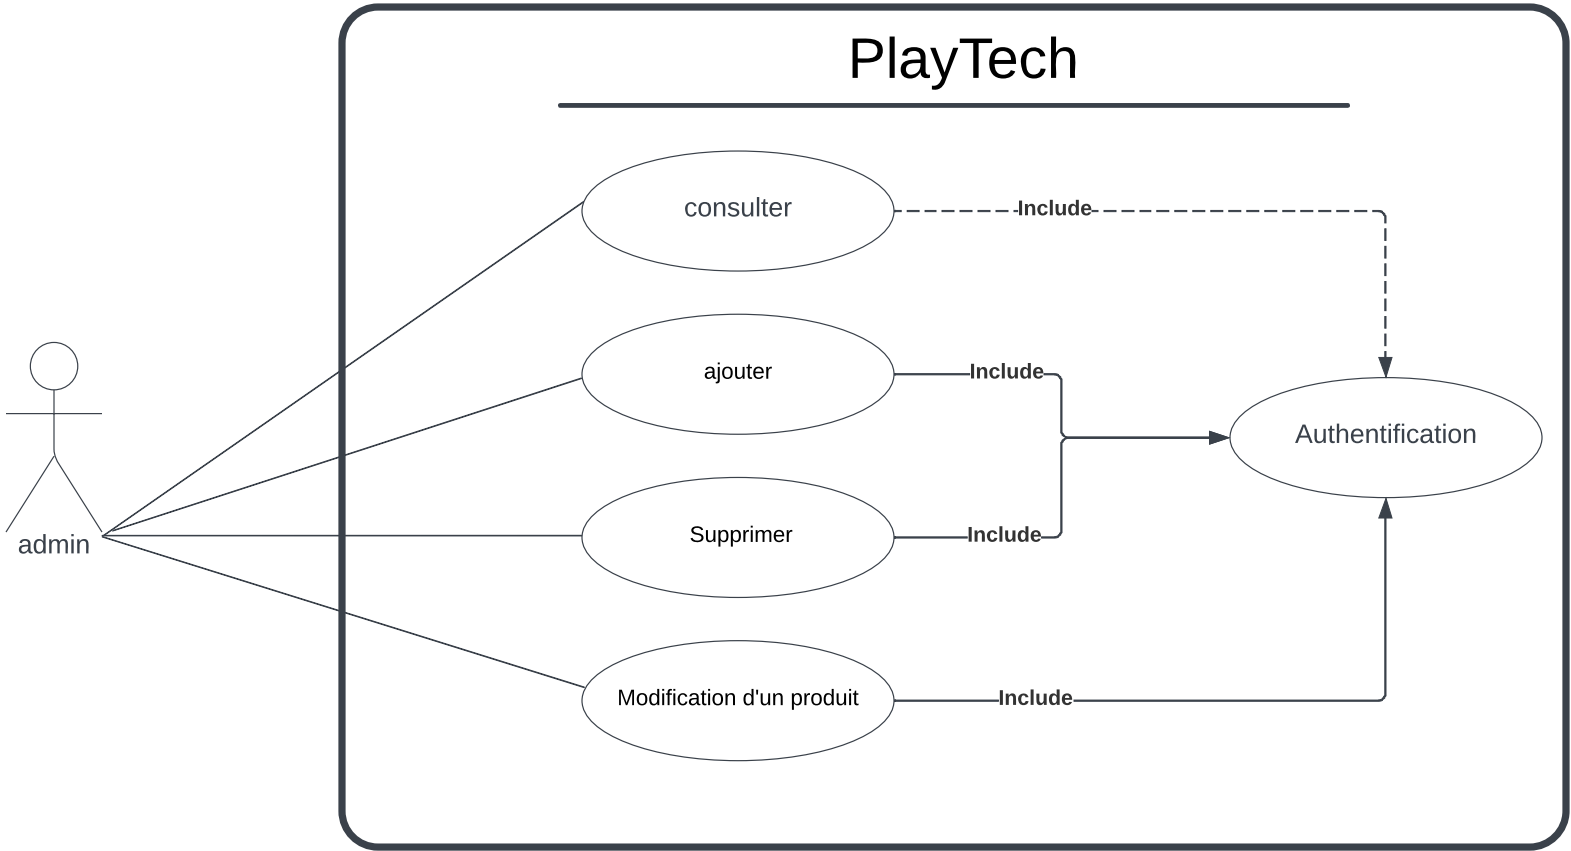 PlayTech
consulter
Include
ajouter
Include
Authentification
Supprimer
Include
admin
Modification d'un produit
Include